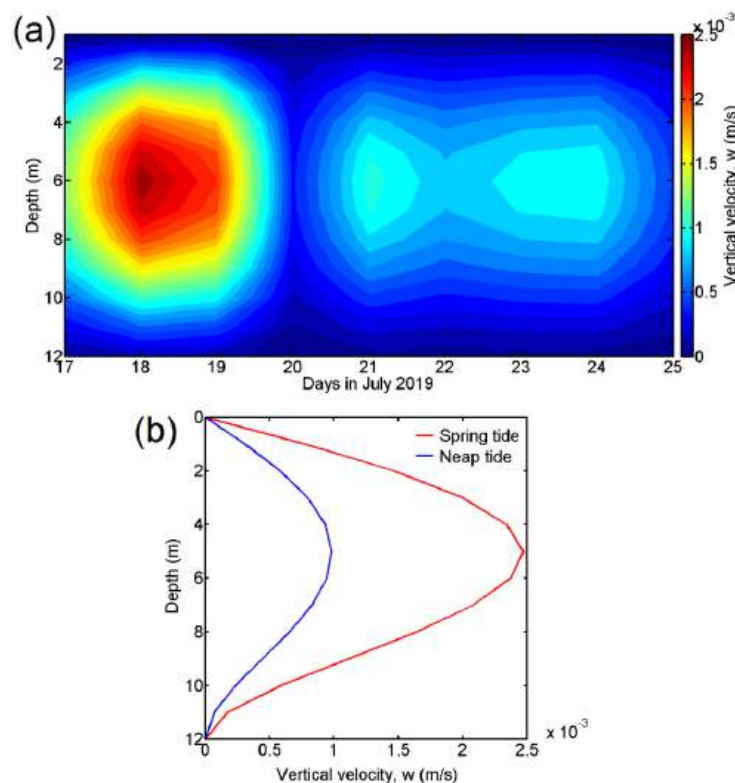 (a)
x 10⁻³
2
4
6
8
10
12
Depth (m)
17 18 19 20 21 22 23 24 25
Days in July 2019
2.5
2
1.5
1
0.5
0
Vertical velocity, w (m/s)
(b)
Spring tide
Neap tide
0
2
4
6
8
10
12
Depth (m)
0 0.5 1 1.5 2 2.5
x 10⁻³
Vertical velocity, w (m/s)